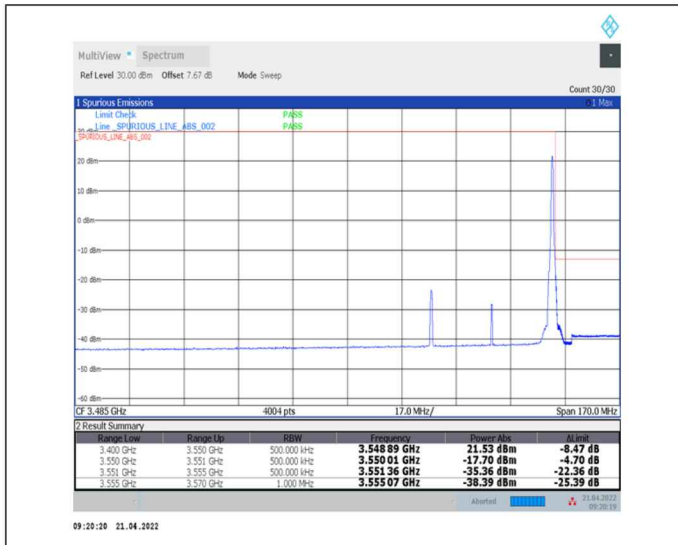 MultiView * Spectrum
Ref Level 30.00 dBm Offset 7.67 dB Mode Sweep
Count 30/30
1 Spurious Emissions 1 Max
Limit Check PASS
Line _SPURIOUS_LINE_ABS_002 PASS
_SPURIOUS_LINE_ABS_002
20 dBm
10 dBm
0 dBm
-10 dBm
-20 dBm
-30 dBm
-40 dBm
-50 dBm
-60 dBm
CF 3.485 GHz 4004 pts 17.0 MHz/ Span 170.0 MHz
2 Result Summary
Range Low Range Up RBW Frequency Power Abs ΔLimit
3.400 GHz 3.550 GHz 500.000 kHz 3.548 89 GHz 21.53 dBm -8.47 dB
3.550 GHz 3.551 GHz 500.000 kHz 3.550 01 GHz -17.70 dBm -4.70 dB
3.551 GHz 3.555 GHz 500.000 kHz 3.551 36 GHz -35.36 dBm -22.36 dB
3.555 GHz 3.570 GHz 1.000 MHz 3.555 07 GHz -38.39 dBm -25.39 dB
Aborted 21.04.2022
09:20:19
09:20:20 21.04.2022